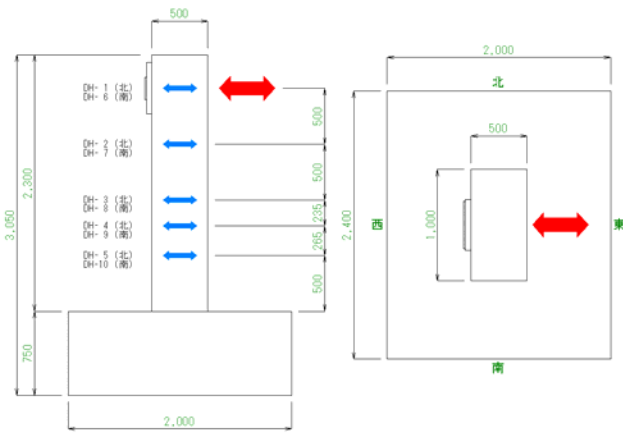 500
DH- 1 (北)
DH- 6 (南)
DH- 2 (北)
DH- 7 (南)
DH- 3 (北)
DH- 8 (南)
DH- 4 (北)
DH- 9 (南)
DH- 5 (北)
DH-10 (南)
3,050
2,300
750
500
500
235
265
500
2,000
2,000
北
500
1,000
2,400
西
東
南